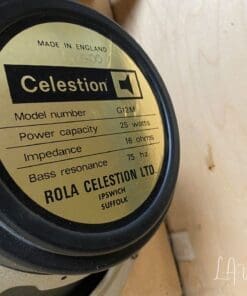 MADE IN ENGLAND
Celestion
Model number G12M
Power capacity 25 watts
Impedance 16 ohms
Bass resonance 75 hz
ROLA CELESTION LTD.
IPSWICH
SUFFOLK